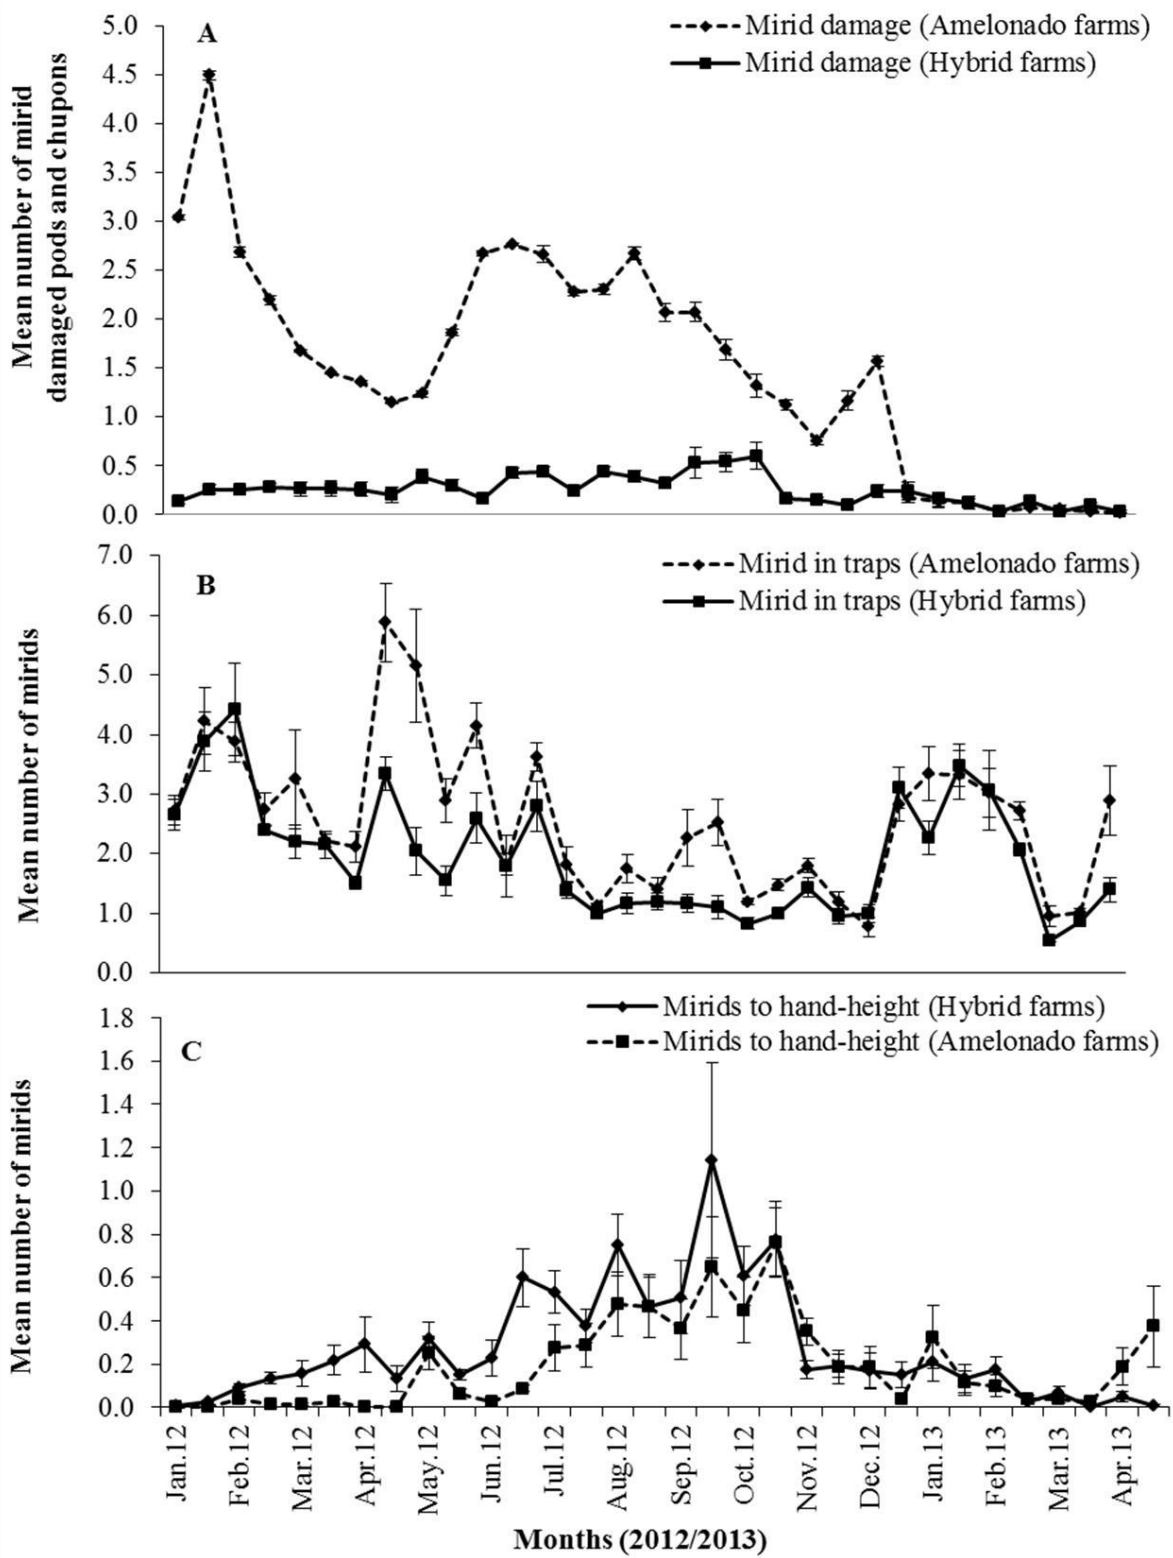 A
Mirid damage (Amelonado farms)
Mirid damage (Hybrid farms)
Mean number of mirid
damaged pods and chupons
5.0
4.5
4.0
3.5
3.0
2.5
2.0
1.5
1.0
0.5
0.0
B
Mirid in traps (Amelonado farms)
Mirid in traps (Hybrid farms)
Mean number of mirids
7.0
6.0
5.0
4.0
3.0
2.0
1.0
0.0
C
Mirids to hand-height (Hybrid farms)
Mirids to hand-height (Amelonado farms)
Mean number of mirids
1.8
1.6
1.4
1.2
1.0
0.8
0.6
0.4
0.2
0.0
Jan.12
Feb.12
Mar.12
Apr.12
May.12
Jun.12
Jul.12
Aug.12
Sep.12
Oct.12
Nov.12
Dec.12
Jan.13
Feb.13
Mar.13
Apr.13
Months (2012/2013)